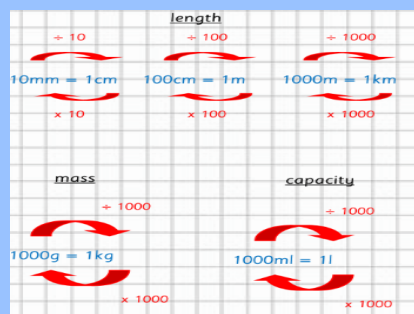 length
÷ 10 ÷ 100 ÷ 1000
10mm = 1cm 100cm = 1m 1000m = 1km
x 10 x 100 x 1000
mass capacity
÷ 1000 ÷ 1000
1000g = 1kg 1000ml = 1l
x 1000 x 1000